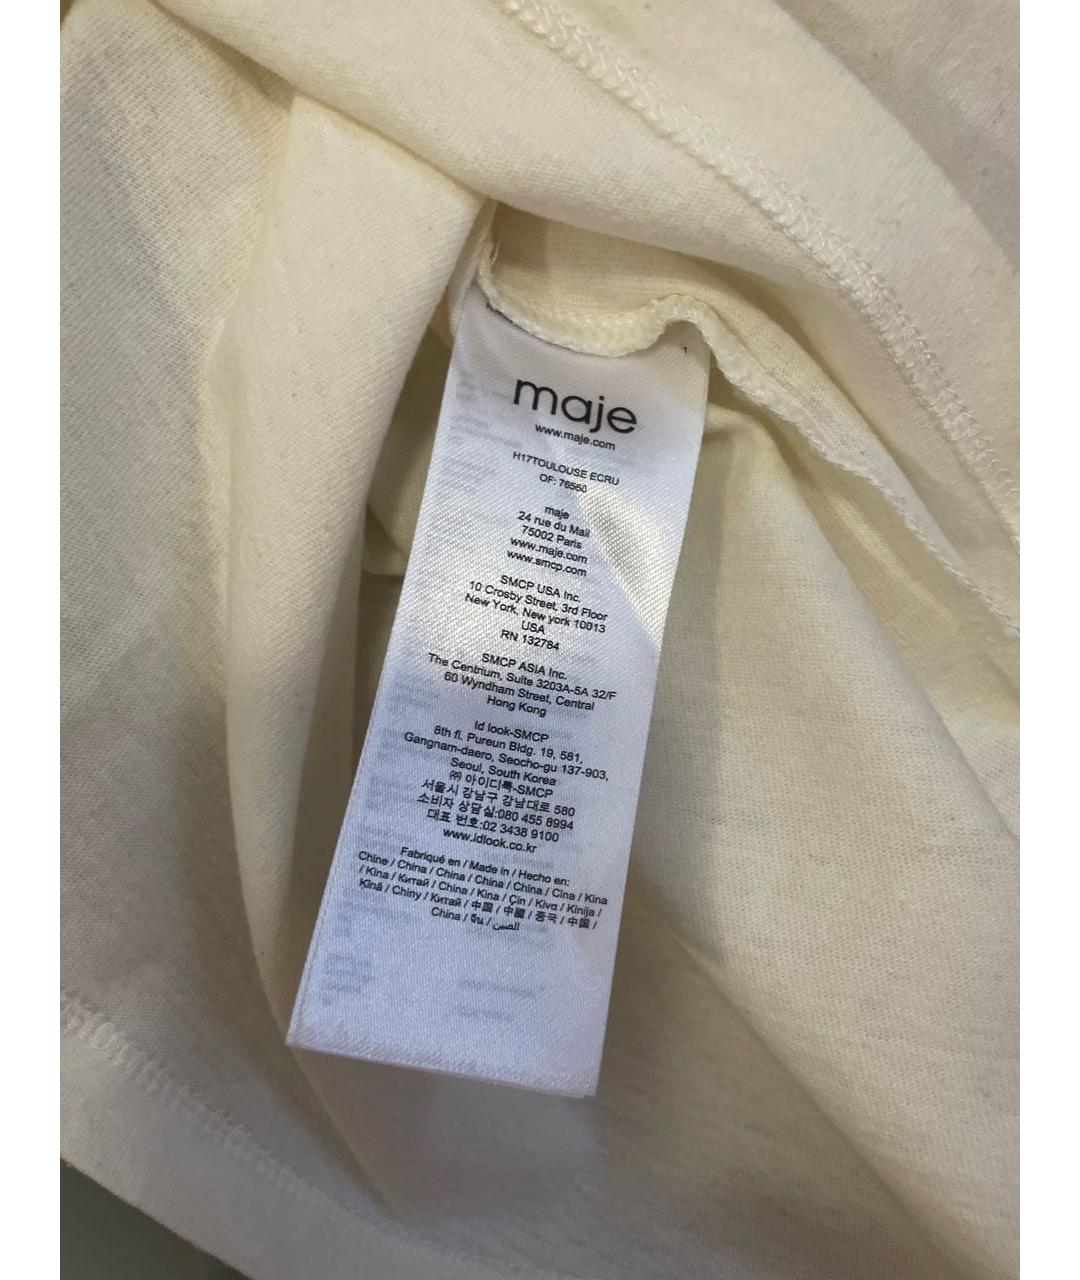 1
maje
www.maje.com
H17TOULOUSE ECRU
OF: 76560
maje
24 rue du Mail
75002 Paris
www.maje.com
www.smcp.com
SMCP USA Inc.
10 Crosby Street, 3rd Floor
New York, New york 10013
USA
RN 132784
SMCP ASIA Inc.
The Centrium, Suite 3203A-5A 32/F
60 Wyndham Street, Central
Hong Kong
Id look-SMCP
8th fl. Pureun Bldg. 19, 581,
Gangnam-daero, Seocho-gu 137-903,
Seoul, South Korea
㈜ 아이디룩-SMCP
서울시 강남구 강남대로 580
소비자 상담실:080 455 8994
대표 번호:02 3438 9100
www.idlook.co.kr
Fabriqué en / Made in / Hecho en:
Chine / China / China / China / China / Cina / Kina
/ Kina / Китай / China / Kina / Çin / Κινα / Kinija /
Ķīnā / Chiny / Китай / 中国 / 中國 / 중국 / 中国 /
China / จีน / الصين